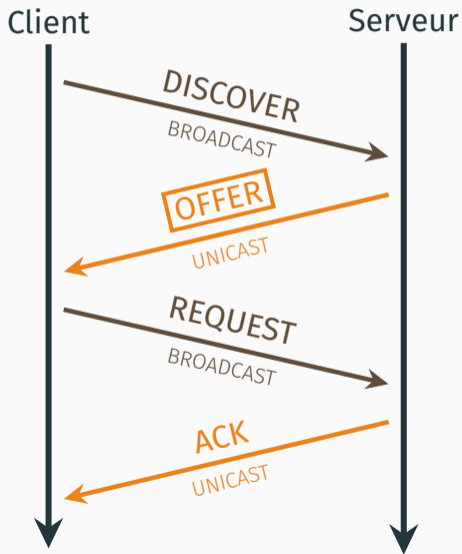 Client
Serveur
DISCOVER
BROADCAST
OFFER
UNICAST
REQUEST
BROADCAST
ACK
UNICAST